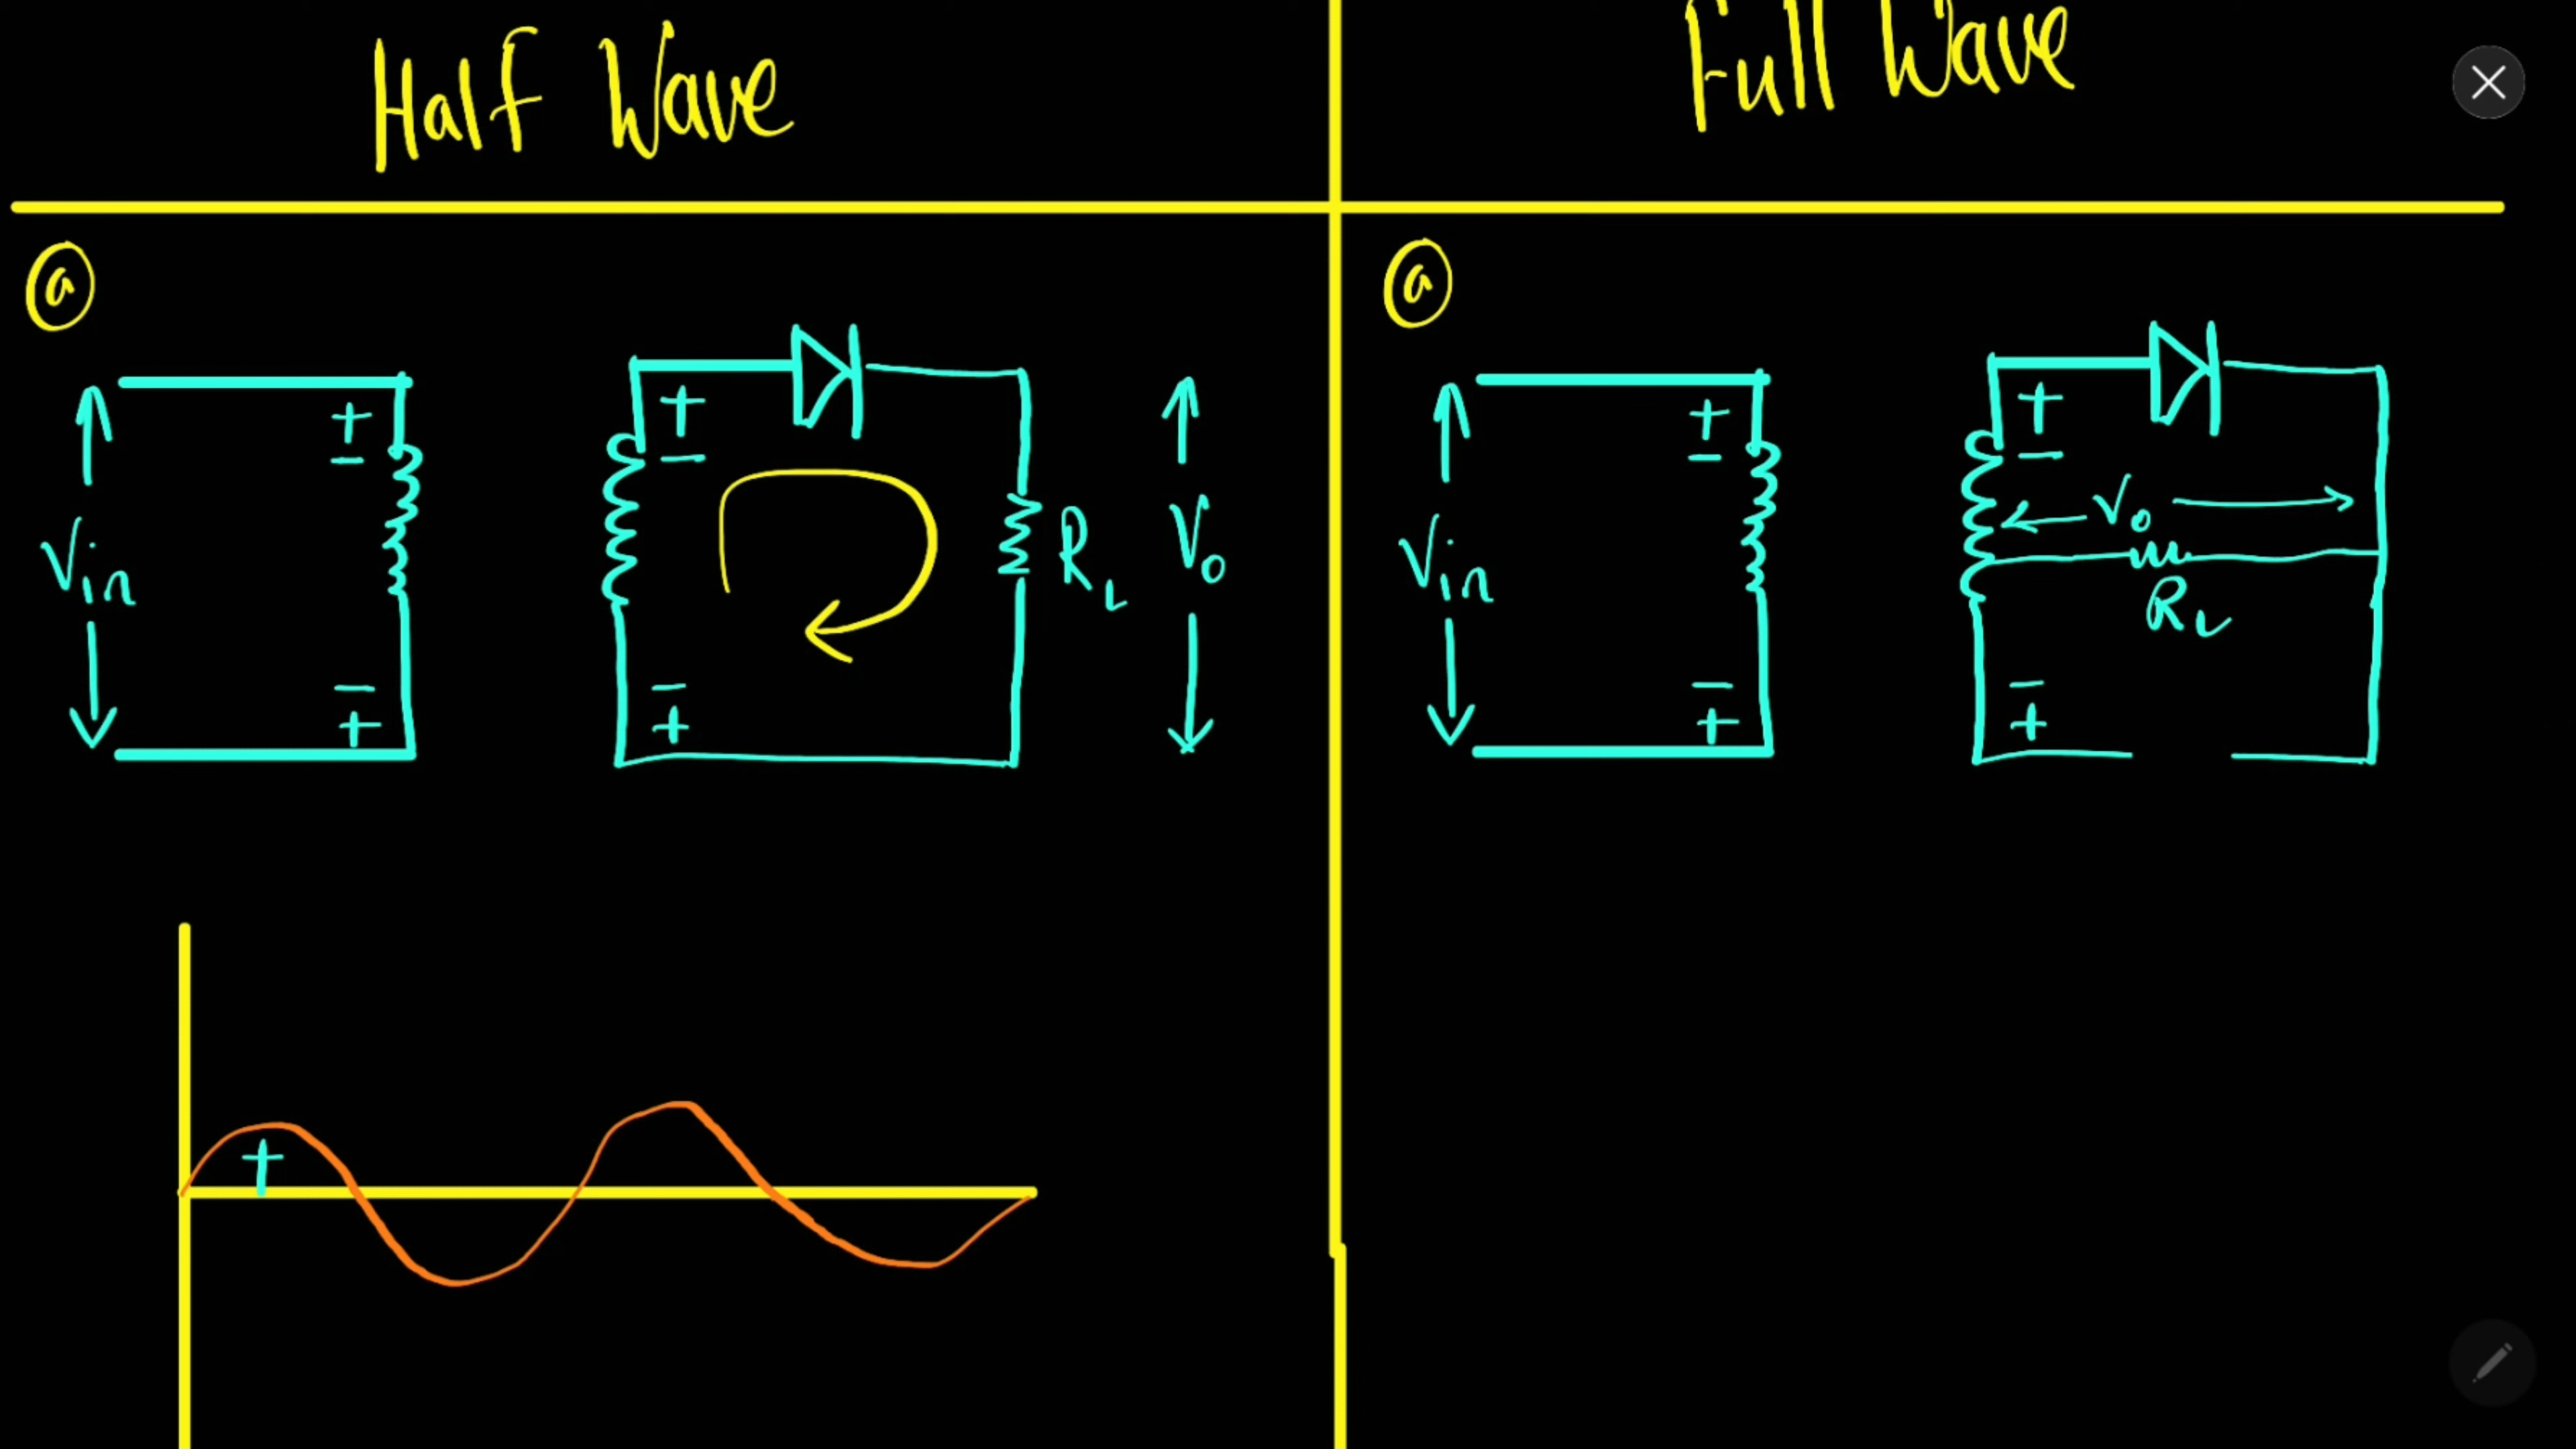 Half Wave
Full Wave
a
+
-
Vin
-
+
+
-
RL
Vo
-
+
a
+
-
Vin
-
+
+
-
Vo
RL
-
+
+